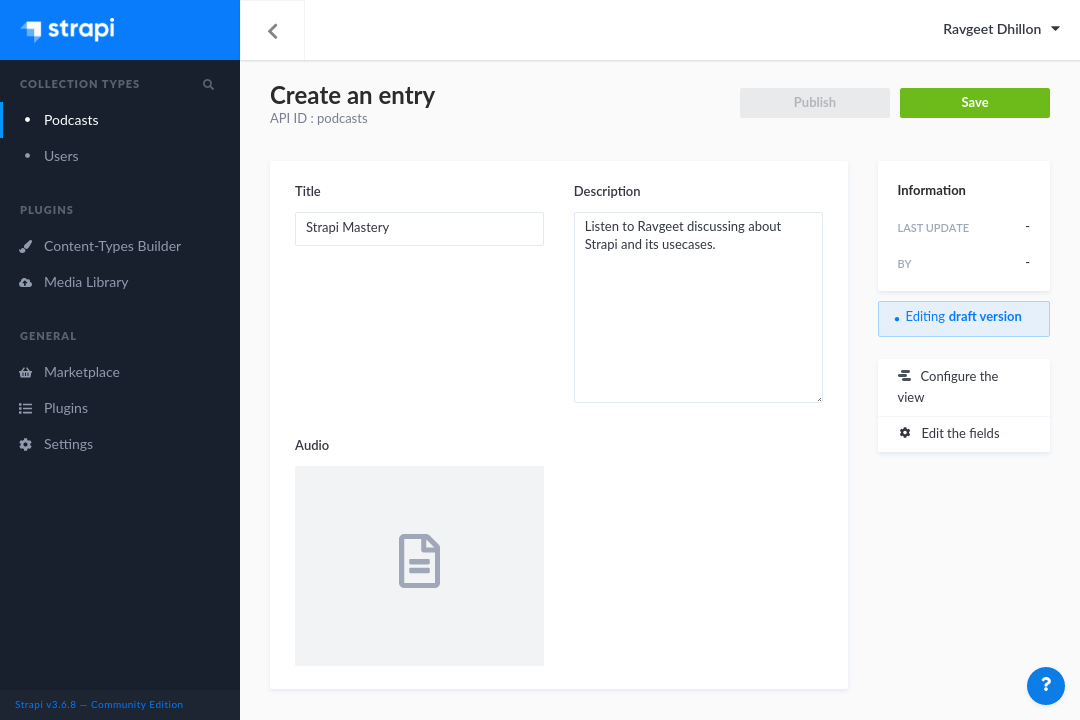 strapi
COLLECTION TYPES
Podcasts
Users
PLUGINS
Content-Types Builder
Media Library
GENERAL
Marketplace
Plugins
Settings
Strapi v3.6.8 — Community Edition
Ravgeet Dhillon
Create an entry
API ID : podcasts
Publish
Save
Title
Strapi Mastery
Description
Listen to Ravgeet discussing about
Strapi and its usecases.
Audio
Information
LAST UPDATE -
BY -
Editing draft version
Configure the
view
Edit the fields
?